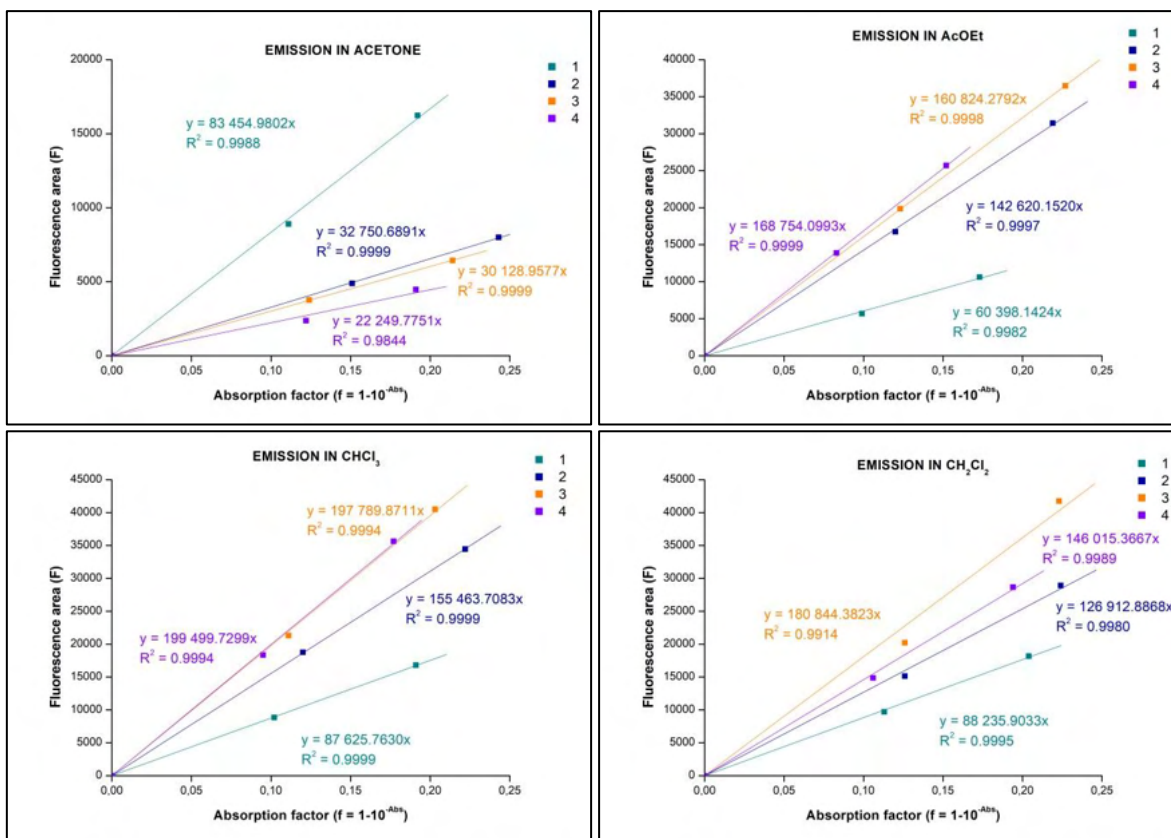 EMISSION IN ACETONE
1
2
3
4
20000
15000
10000
5000
0
Fluorescence area (F)
y = 83 454.9802x
R² = 0.9988
y = 32 750.6891x
R² = 0.9999
y = 30 128.9577x
R² = 0.9999
y = 22 249.7751x
R² = 0.9844
0,00 0,05 0,10 0,15 0,20 0,25
Absorption factor (f = 1-10^-Abs)
EMISSION IN AcOEt
1
2
3
4
40000
35000
30000
25000
20000
15000
10000
5000
0
Fluorescence area (F)
y = 160 824.2792x
R² = 0.9998
y = 142 620.1520x
R² = 0.9997
y = 168 754.0993x
R² = 0.9999
y = 60 398.1424x
R² = 0.9982
0,00 0,05 0,10 0,15 0,20 0,25
Absorption factor (f = 1-10^-Abs)
EMISSION IN CHCl₃
1
2
3
4
45000
40000
35000
30000
25000
20000
15000
10000
5000
0
Fluorescence area (F)
y = 197 789.8711x
R² = 0.9994
y = 155 463.7083x
R² = 0.9999
y = 199 499.7299x
R² = 0.9994
y = 87 625.7630x
R² = 0.9999
0,00 0,05 0,10 0,15 0,20 0,25
Absorption factor (f = 1-10^-Abs)
EMISSION IN CH₂Cl₂
1
2
3
4
45000
40000
35000
30000
25000
20000
15000
10000
5000
0
Fluorescence area (F)
y = 146 015.3667x
R² = 0.9989
y = 180 844.3823x
R² = 0.9914
y = 126 912.8868x
R² = 0.9980
y = 88 235.9033x
R² = 0.9995
0,00 0,05 0,10 0,15 0,20 0,25
Absorption factor (f = 1-10^-Abs)